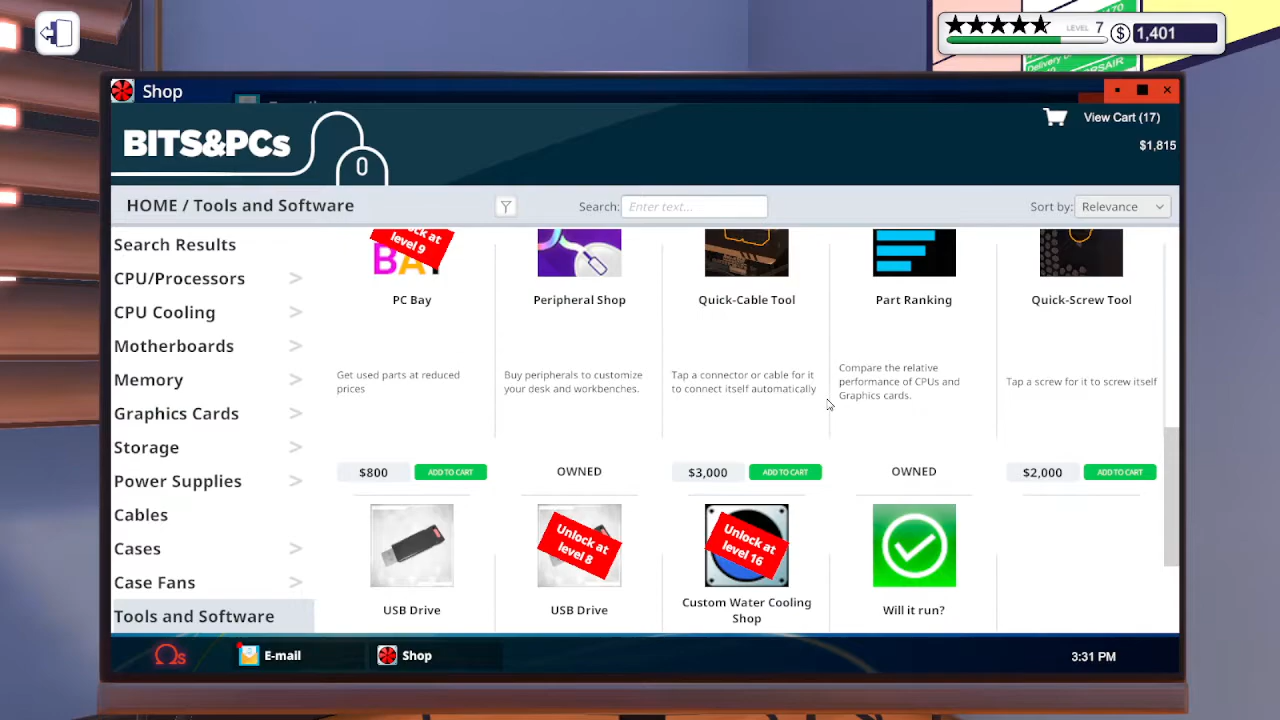 LEVEL 7
$ 1,401
Shop
BITS&PCs
View Cart (17)
$1,815
HOME / Tools and Software
Search:
Enter text...
Sort by:
Relevance
Search Results
CPU/Processors
CPU Cooling
Motherboards
Memory
Graphics Cards
Storage
Power Supplies
Cables
Cases
Case Fans
Tools and Software
level 9
PC Bay
Get used parts at reduced
prices
$800
ADD TO CART
Peripheral Shop
Buy peripherals to customize
your desk and workbenches.
OWNED
Quick-Cable Tool
Tap a connector or cable for it
to connect itself automatically
$3,000
ADD TO CART
Part Ranking
Compare the relative
performance of CPUs and
Graphics cards.
OWNED
Quick-Screw Tool
Tap a screw for it to screw itself
$2,000
ADD TO CART
USB Drive
Unlock at
level 8
USB Drive
Unlock at
level 16
Custom Water Cooling
Shop
Will it run?
Ωs
E-mail
Shop
3:31 PM